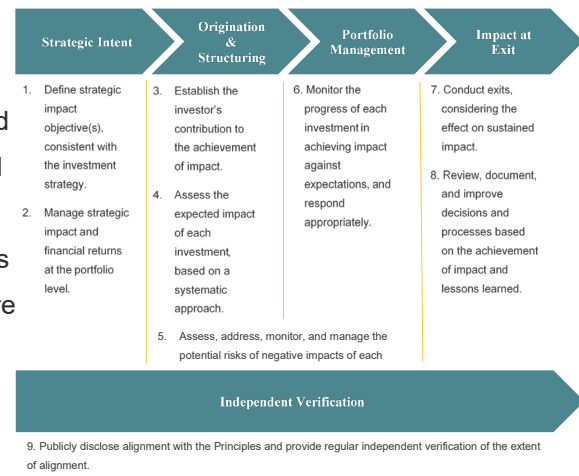 Strategic Intent
Origination
&
Structuring
Portfolio
Management
Impact at
Exit
1. Define strategic
impact
objective(s),
consistent with
the investment
strategy.
2. Manage strategic
impact and
financial returns
at the portfolio
level.
3. Establish the
investor's
contribution to
the achievement
of impact.
4. Assess the
expected impact
of each
investment,
based on a
systematic
approach.
6. Monitor the
progress of each
investment in
achieving impact
against
expectations, and
respond
appropriately.
7. Conduct exits,
considering the
effect on sustained
impact.
8. Review, document,
and improve
decisions and
processes based
on the achievement
of impact and
lessons learned.
5. Assess, address, monitor, and manage the
potential risks of negative impacts of each
Independent Verification
9. Publicly disclose alignment with the Principles and provide regular independent verification of the extent
of alignment.